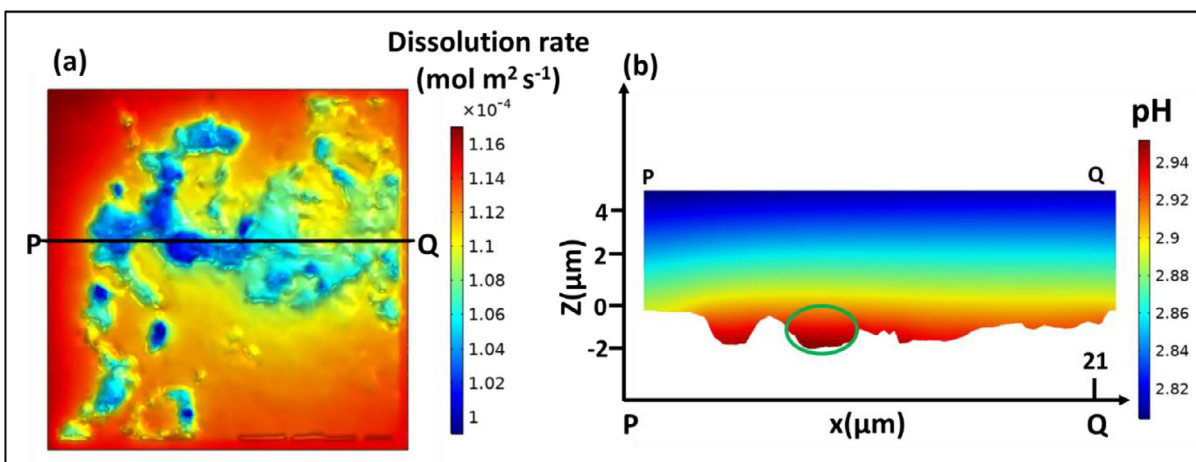 (a)
Dissolution rate
(mol m² s⁻¹)
×10⁻⁴
1.16
1.14
1.12
1.1
1.08
1.06
1.04
1.02
1
P
Q
(b)
pH
P
Q
4
2
0
-2
Z(μm)
2.94
2.92
2.9
2.88
2.86
2.84
2.82
21
P
x(μm)
Q